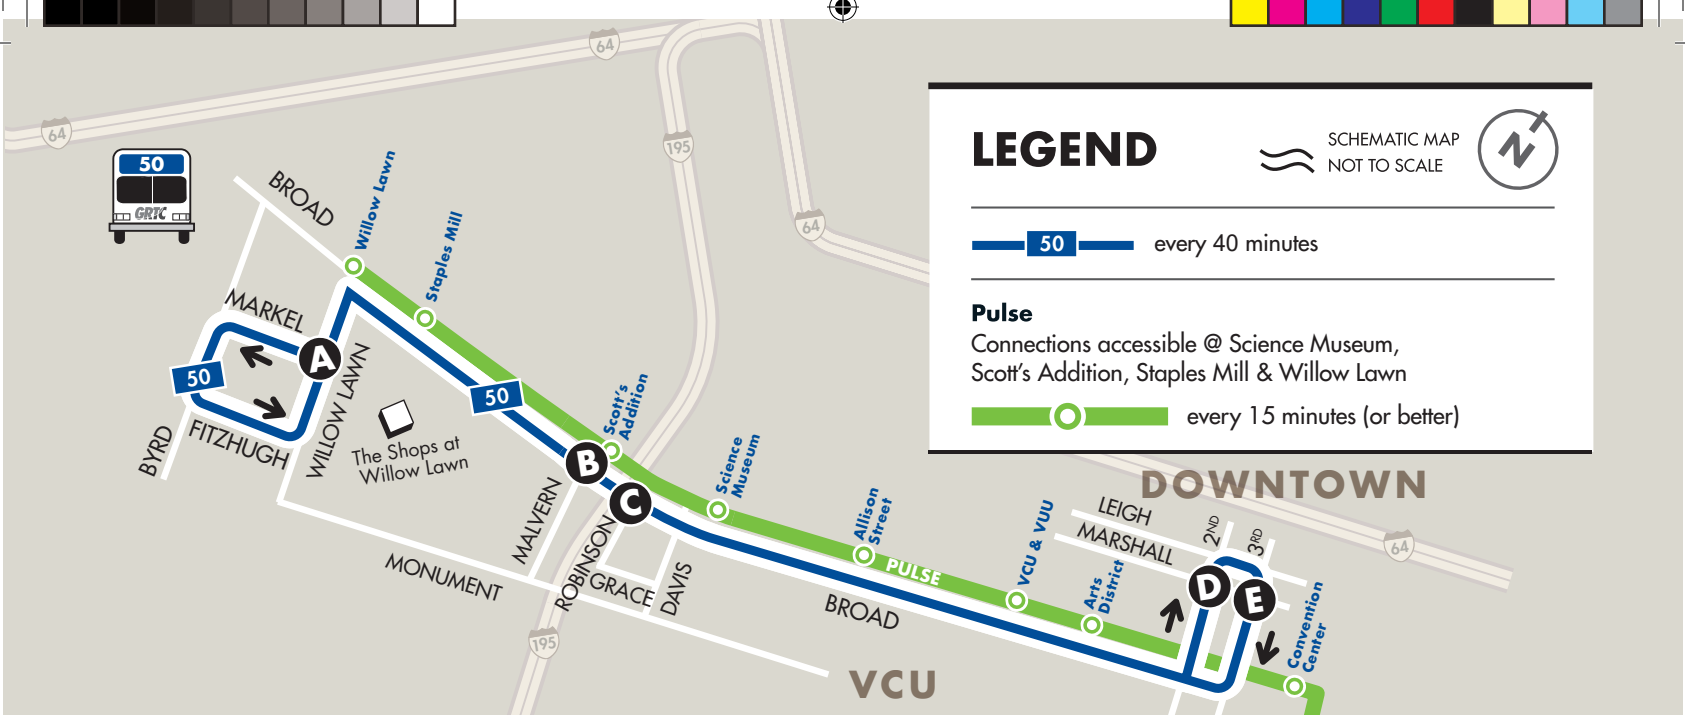 64
64
195
64
50
GRTC
BROAD
Willow Lawn
Staples Mill
MARKEL
A
50
WILLOW LAWN
BYRD
FITZHUGH
The Shops at
Willow Lawn
50
Scott's
Addition
B
C
Science
Museum
MALVERN
ROBINSON
GRACE
DAVIS
MONUMENT
195
Allison
Street
PULSE
BROAD
VCU & VUU
Arts
District
VCU
LEGEND
SCHEMATIC MAP
NOT TO SCALE
N
50
every 40 minutes
Pulse
Connections accessible @ Science Museum,
Scott's Addition, Staples Mill & Willow Lawn
every 15 minutes (or better)
DOWNTOWN
LEIGH
MARSHALL
2ND
3RD
64
D
E
Convention
Center